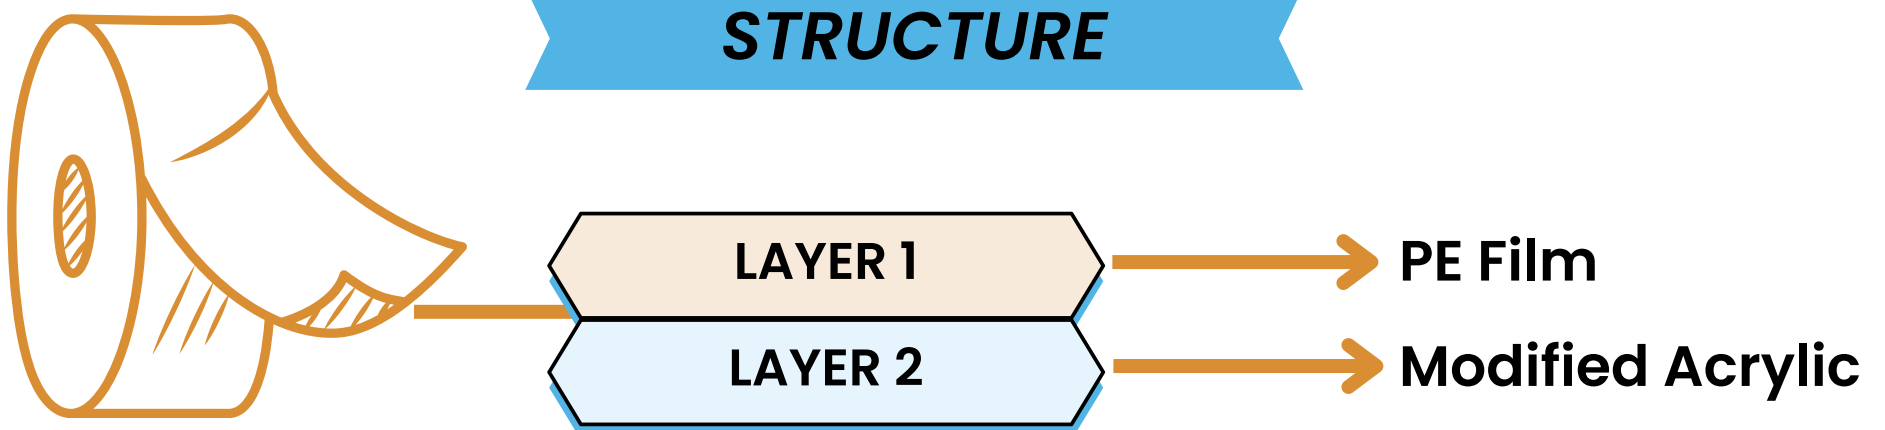 STRUCTURE
LAYER 1
PE Film
LAYER 2
Modified Acrylic